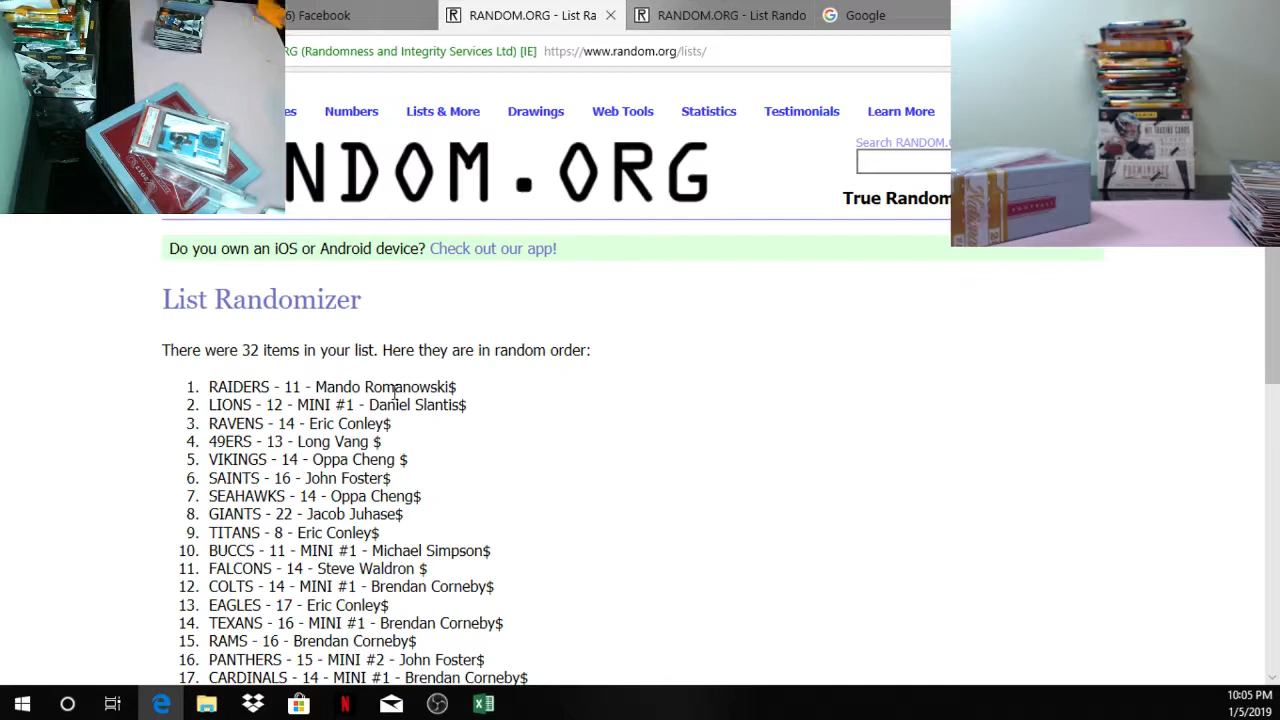 6) Facebook
RANDOM.ORG - List Ra
RANDOM.ORG - List Rando
Google
RG (Randomness and Integrity Services Ltd) [IE] https://www.random.org/lists/
es Numbers Lists & More Drawings Web Tools Statistics Testimonials Learn More
Search RANDOM.
NDOM.ORG
True Random
Do you own an iOS or Android device? Check out our app!
List Randomizer
There were 32 items in your list. Here they are in random order:
1. RAIDERS - 11 - Mando Romanowski$
2. LIONS - 12 - MINI #1 - Daniel Slantis$
3. RAVENS - 14 - Eric Conley$
4. 49ERS - 13 - Long Vang $
5. VIKINGS - 14 - Oppa Cheng $
6. SAINTS - 16 - John Foster$
7. SEAHAWKS - 14 - Oppa Cheng$
8. GIANTS - 22 - Jacob Juhase$
9. TITANS - 8 - Eric Conley$
10. BUCCS - 11 - MINI #1 - Michael Simpson$
11. FALCONS - 14 - Steve Waldron $
12. COLTS - 14 - MINI #1 - Brendan Corneby$
13. EAGLES - 17 - Eric Conley$
14. TEXANS - 16 - MINI #1 - Brendan Corneby$
15. RAMS - 16 - Brendan Corneby$
16. PANTHERS - 15 - MINI #2 - John Foster$
17. CARDINALS - 14 - MINI #1 - Brendan Corneby$
NFL TRADING CARDS
FOOTBALL
10:05 PM
1/5/2019